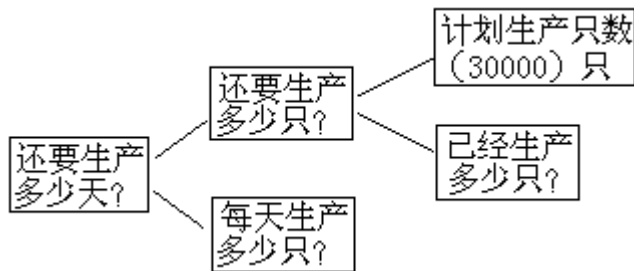 计划生产只数
（30000）只
还要生产
多少只？
还要生产
多少天？
已经生产
多少只？
每天生产
多少只？